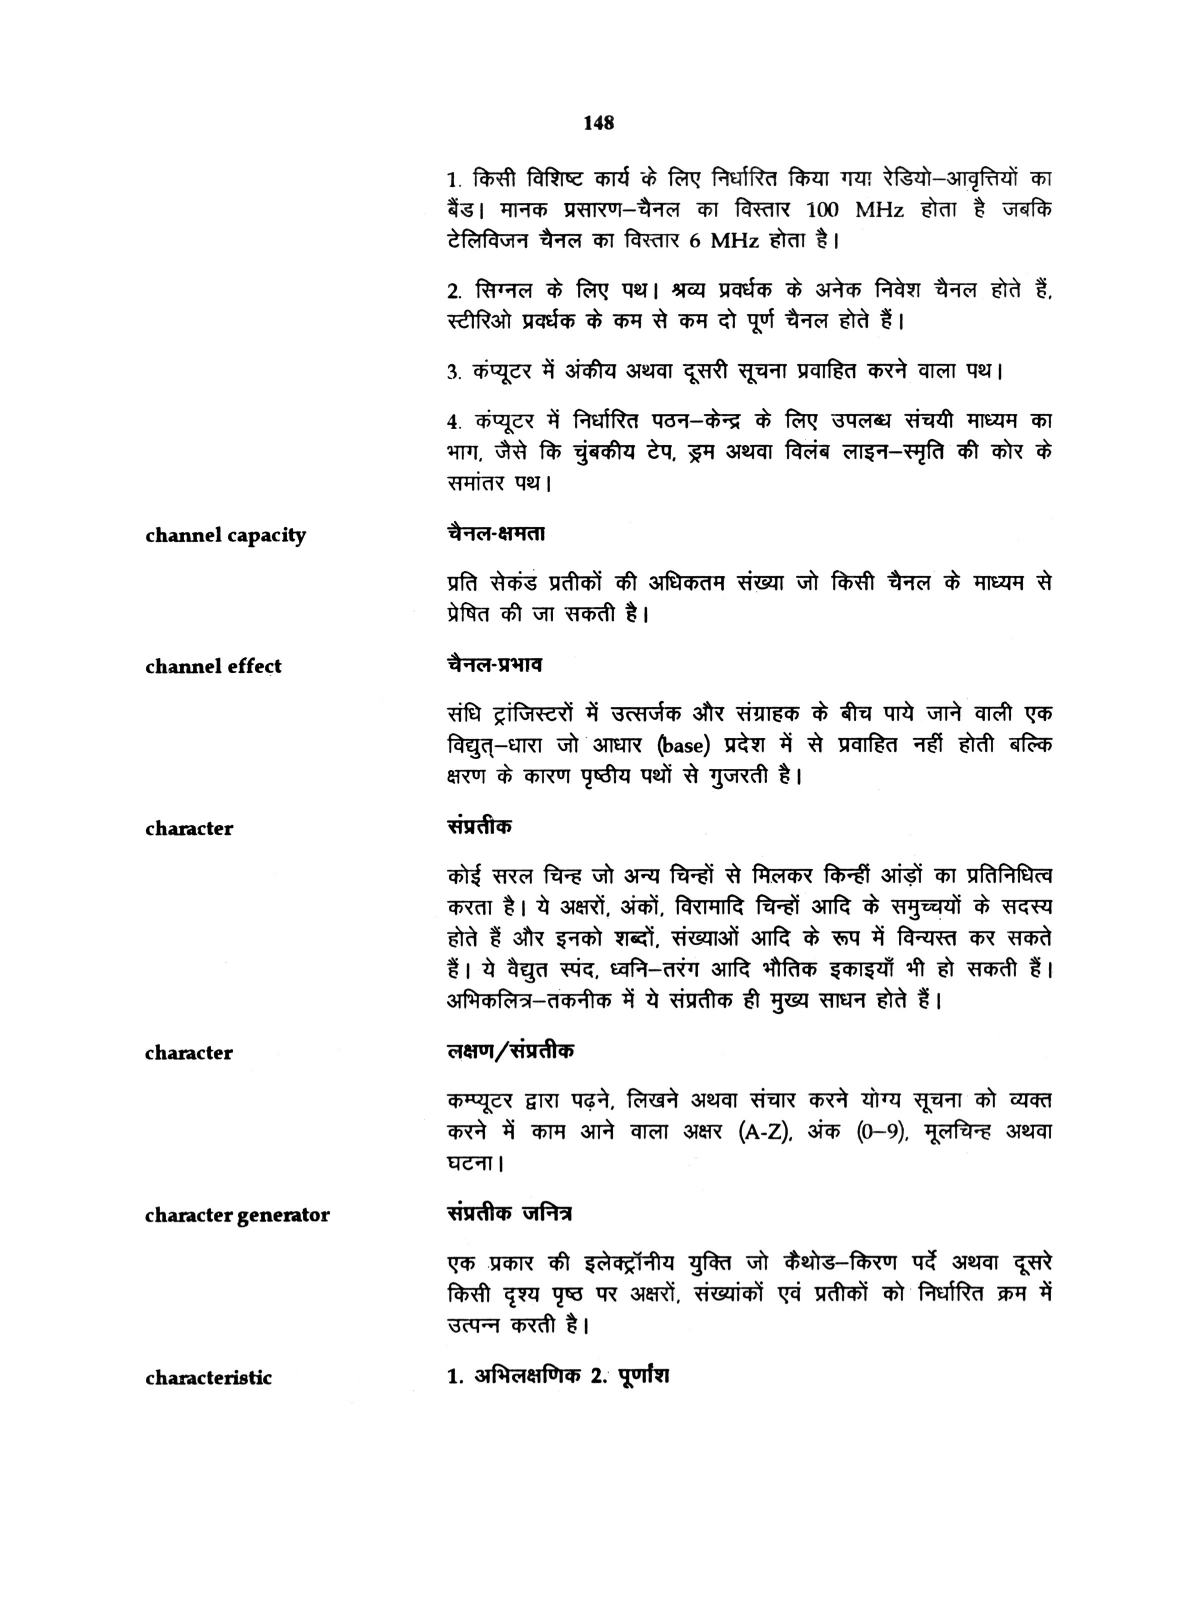 148
1. किसी विशिष्ट कार्य के लिए निर्धारित किया गया रेडियो–आवृत्तियों का
बैंड। मानक प्रसारण–चैनल का विस्तार 100 MHz होता है जबकि
टेलिविजन चैनल का विस्तार 6 MHz होता है।
2. सिग्नल के लिए पथ। श्रव्य प्रवर्धक के अनेक निवेश चैनल होते हैं,
स्टीरिओ प्रवर्धक के कम से कम दो पूर्ण चैनल होते हैं।
3. कंप्यूटर में अंकीय अथवा दूसरी सूचना प्रवाहित करने वाला पथ।
4. कंप्यूटर में निर्धारित पठन–केन्द्र के लिए उपलब्ध संचयी माध्यम का
भाग, जैसे कि चुंबकीय टेप, ड्रम अथवा विलंब लाइन–स्मृति की कोर के
समांतर पथ।
channel capacity चैनल-क्षमता
प्रति सेकंड प्रतीकों की अधिकतम संख्या जो किसी चैनल के माध्यम से
प्रेषित की जा सकती है।
channel effect चैनल-प्रभाव
संधि ट्रांजिस्टरों में उत्सर्जक और संग्राहक के बीच पाये जाने वाली एक
विद्युत्–धारा जो आधार (base) प्रदेश में से प्रवाहित नहीं होती बल्कि
क्षरण के कारण पृष्ठीय पथों से गुजरती है।
character संप्रतीक
कोई सरल चिन्ह जो अन्य चिन्हों से मिलकर किन्हीं आंड़ों का प्रतिनिधित्व
करता है। ये अक्षरों, अंकों, विरामादि चिन्हों आदि के समुच्चयों के सदस्य
होते हैं और इनको शब्दों, संख्याओं आदि के रूप में विन्यस्त कर सकते
हैं। ये वैद्युत स्पंद, ध्वनि–तरंग आदि भौतिक इकाइयाँ भी हो सकती हैं।
अभिकलित्र–तकनीक में ये संप्रतीक ही मुख्य साधन होते हैं।
character लक्षण/संप्रतीक
कम्प्यूटर द्वारा पढ़ने, लिखने अथवा संचार करने योग्य सूचना को व्यक्त
करने में काम आने वाला अक्षर (A-Z), अंक (0–9), मूलचिन्ह अथवा
घटना।
character generator संप्रतीक जनित्र
एक प्रकार की इलेक्ट्रॉनीय युक्ति जो कैथोड–किरण पर्दे अथवा दूसरे
किसी दृश्य पृष्ठ पर अक्षरों, संख्यांकों एवं प्रतीकों को निर्धारित क्रम में
उत्पन्न करती है।
characteristic 1. अभिलक्षणिक 2. पूर्णांश